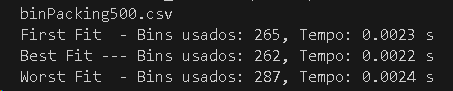 binPacking500.csv
First Fit  - Bins usados: 265, Tempo: 0.0023 s
Best Fit --- Bins usados: 262, Tempo: 0.0022 s
Worst Fit  - Bins usados: 287, Tempo: 0.0024 s